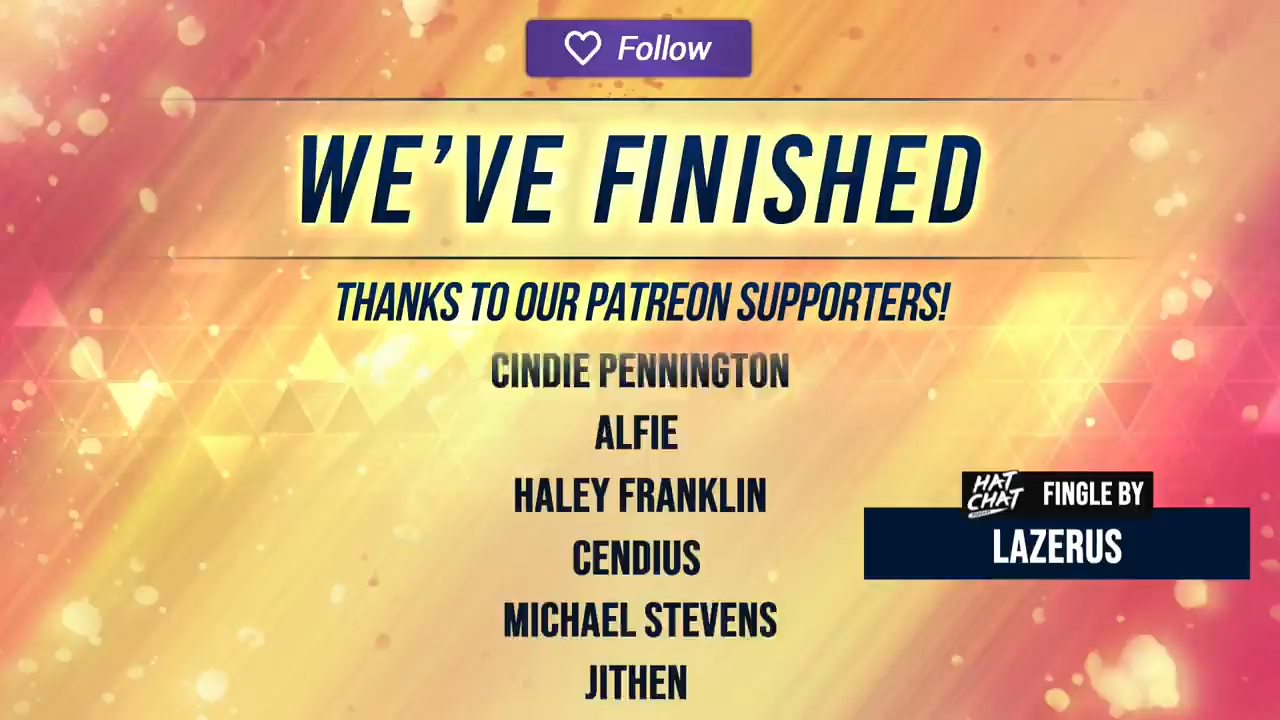 Follow
WE'VE FINISHED
THANKS TO OUR PATREON SUPPORTERS!
CINDIE PENNINGTON
ALFIE
HALEY FRANKLIN
CENDIUS
MICHAEL STEVENS
JITHEN
HAT
CHAT
FINGLE BY
LAZERUS